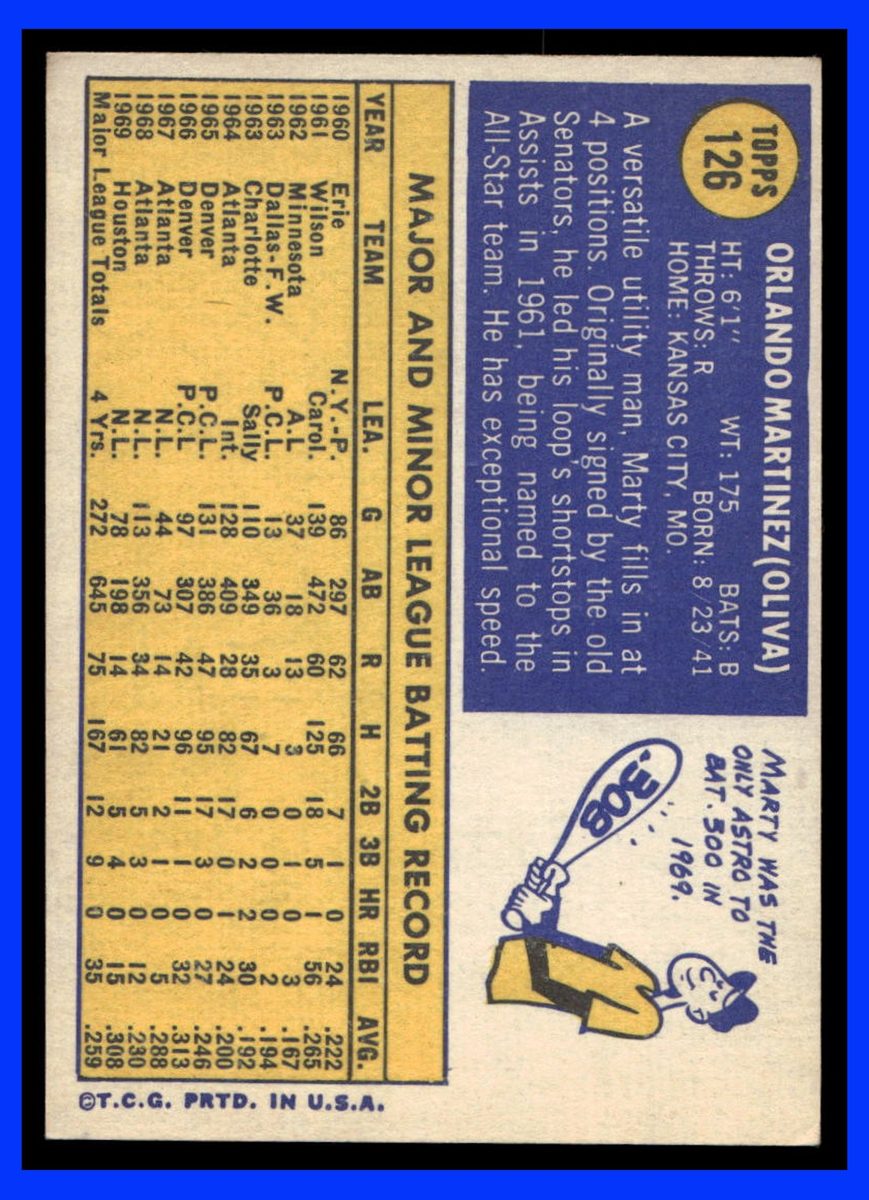 TOPPS
126
ORLANDO MARTINEZ (OLIVA)
HT: 6'1" WT: 175 BATS: B
THROWS: R BORN: 8/23/41
HOME: KANSAS CITY, MO.
A versatile utility man, Marty fills in at
4 positions. Originally signed by the old
Senators, he led his loop's shortstops in
Assists in 1961, being named to the
All-Star team. He has exceptional speed.
MARTY WAS THE
ONLY ASTRO TO
BAT .300 IN
1969.
.308
MAJOR AND MINOR LEAGUE BATTING RECORD
YEAR TEAM LEA. G AB R H 2B 3B HR RBI AVG.
1960 Erie N.Y.-P. 86 297 62 66 7 1 0 24 .222
1961 Wilson Carol. 139 472 60 125 18 5 1 56 .265
1962 Minnesota A.L 37 18 13 3 0 1 0 3 .167
1963 Dallas-F.W. P.C.L. 13 36 3 7 0 0 0 2 .194
1963 Charlotte Sally 110 349 35 67 6 2 2 30 .192
1964 Atlanta Int. 128 409 28 82 17 0 1 24 .200
1965 Denver P.C.L. 131 386 47 95 17 3 0 27 .246
1966 Denver P.C.L 97 307 42 96 11 1 0 32 .313
1967 Atlanta N.L. 44 73 14 21 2 1 0 5 .288
1968 Atlanta N.L. 113 356 34 82 5 3 0 12 .230
1969 Houston N.L. 78 198 14 61 5 4 0 15 .308
Major League Totals 4 Yrs. 272 645 75 167 12 9 0 35 .259
©T.C.G. PRTD. IN U.S.A.